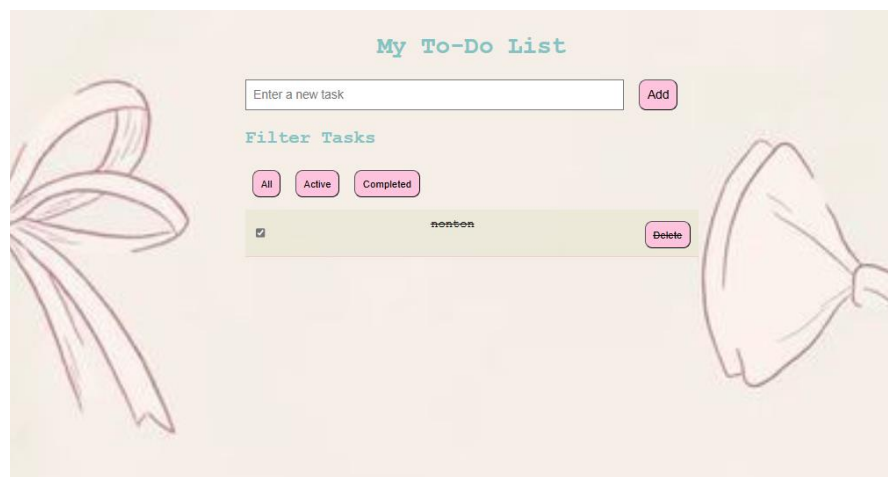 My To-Do List
Enter a new task Add
Filter Tasks
All Active Completed
nonton Delete